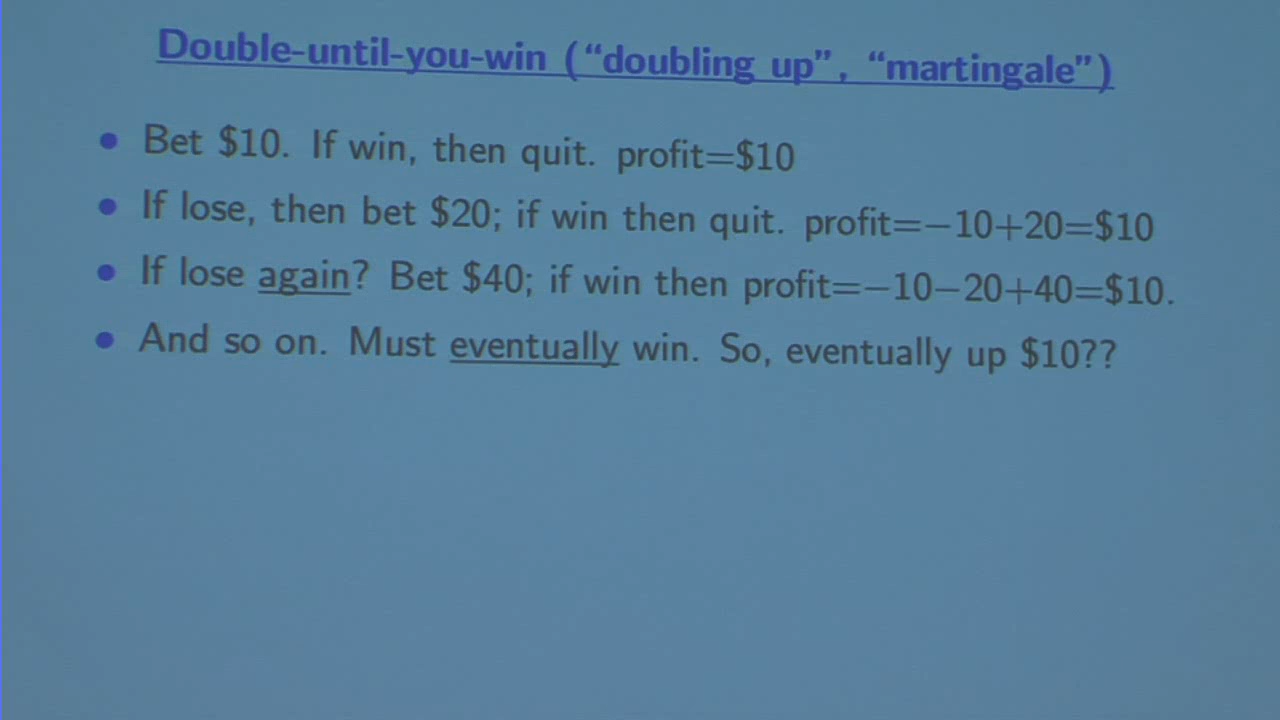 Double-until-you-win (“doubling up”, “martingale”)
• Bet $10. If win, then quit. profit=$10
• If lose, then bet $20; if win then quit. profit=−10+20=$10
• If lose again? Bet $40; if win then profit=−10−20+40=$10.
• And so on. Must eventually win. So, eventually up $10??